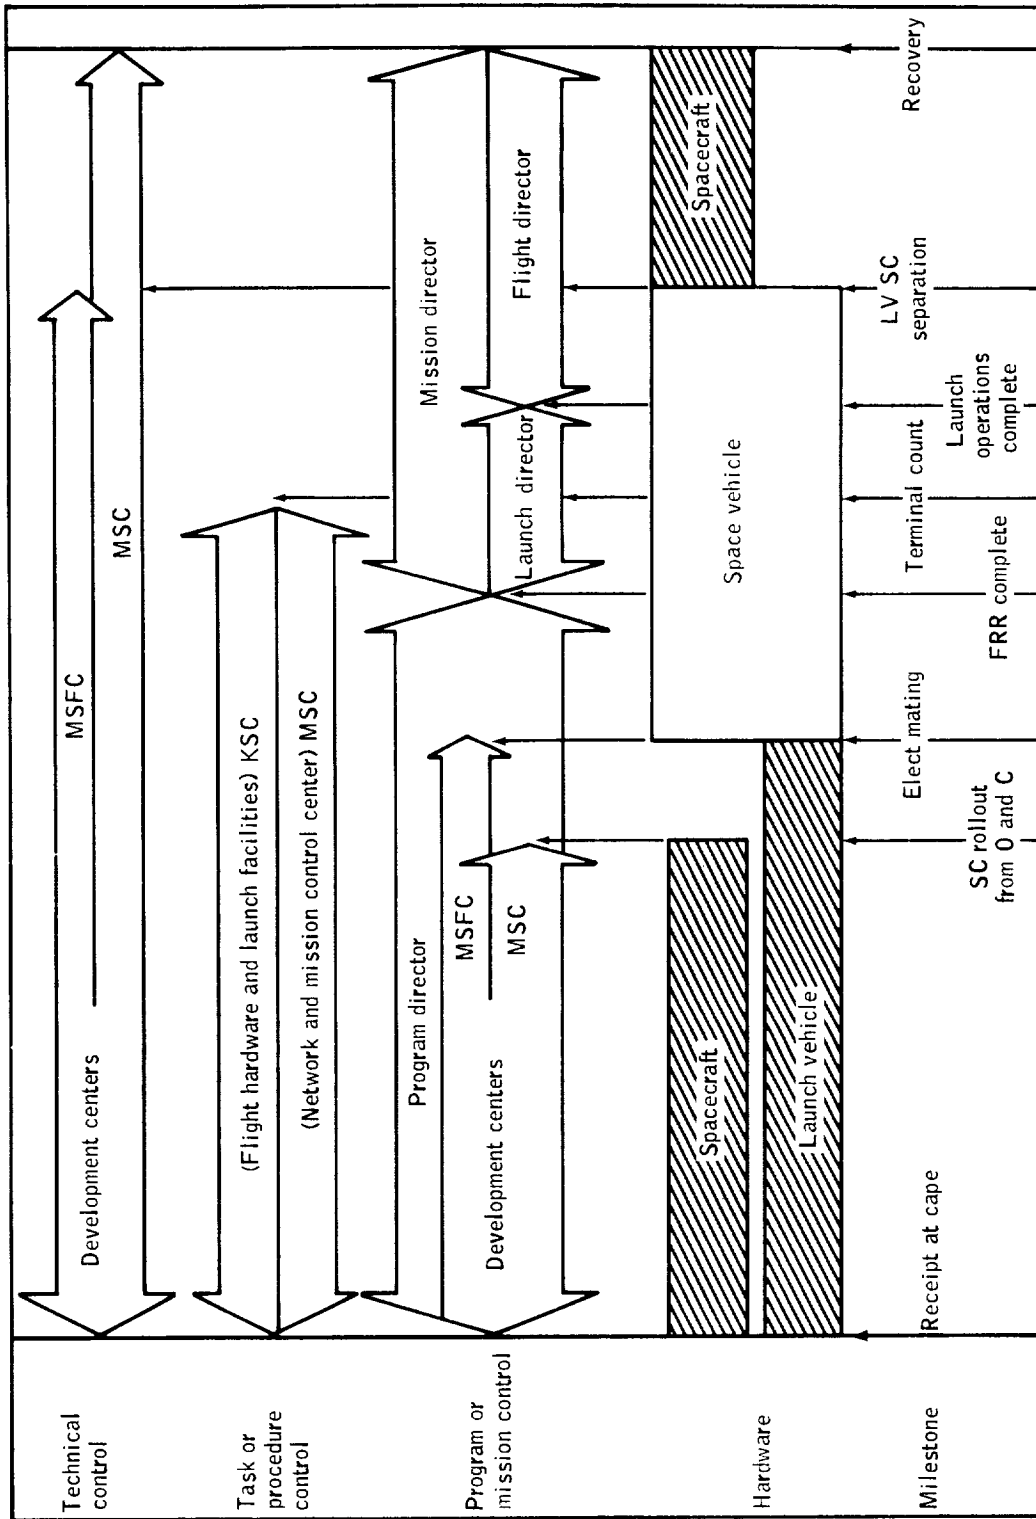 Technical
control
Development centers
MSFC
MSC
Task or
procedure
control
(Flight hardware and launch facilities) KSC
(Network and mission control center) MSC
Program or
mission control
Program director
Mission director
Development centers
MSFC
MSC
Launch director
Flight director
Hardware
Spacecraft
Launch vehicle
Space vehicle
Spacecraft
Milestone
Receipt at cape
SC rollout
from O and C
Elect mating
FRR complete
Terminal count
Launch
operations
complete
LV SC
separation
Recovery